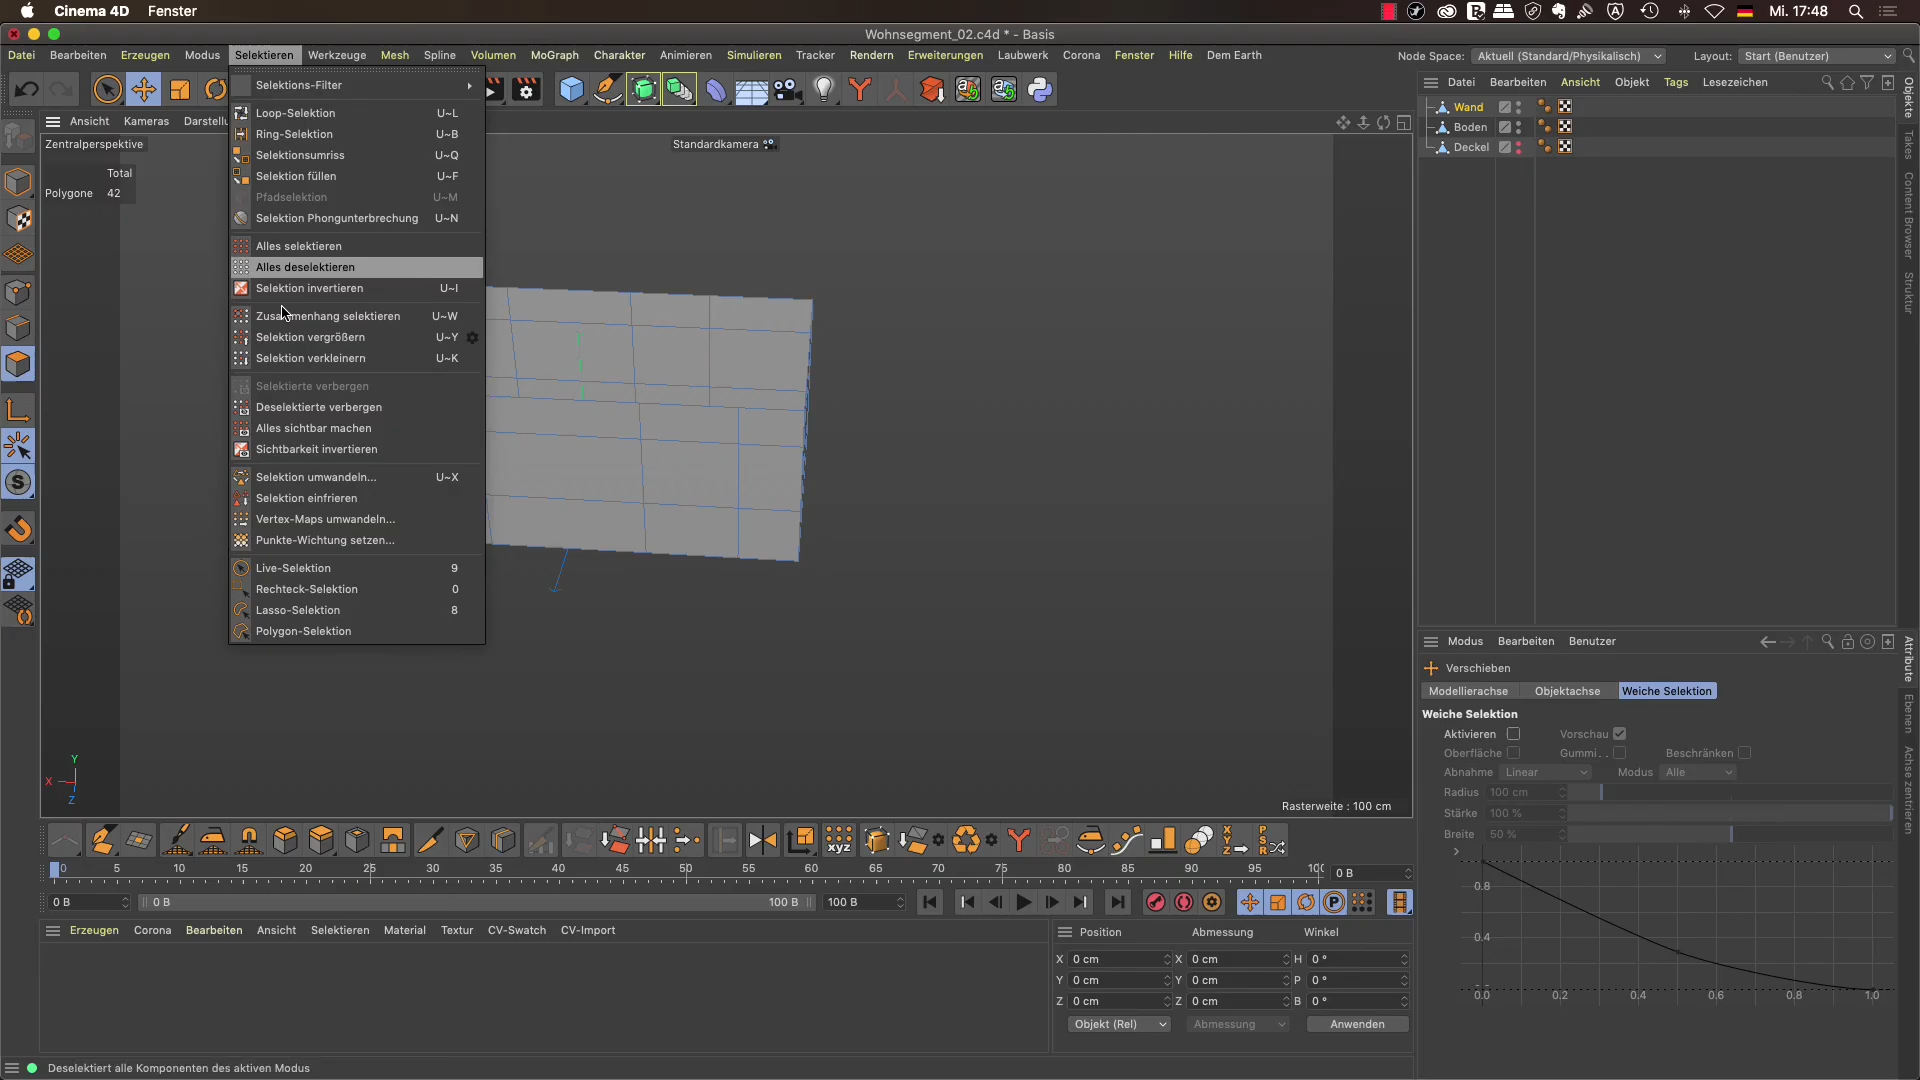 Cinema 4D Fenster Mi. 17:48
Wohnsegment_02.c4d * - Basis
Datei Bearbeiten Erzeugen Modus Selektieren Werkzeuge Mesh Spline Volumen MoGraph Charakter Animieren Simulieren Tracker Rendern Erweiterungen Laubwerk Corona Fenster Hilfe Dem Earth Node Space: Aktuell (Standard/Physikalisch) Layout: Start (Benutzer)
Ansicht Kameras
Zentralperspektive
Standardkamera
Total
Polygone 42
Selektions-Filter
Loop-Selektion U~L
Ring-Selektion U~B
Selektionsumriss U~Q
Selektion füllen U~F
Pfadselektion U~M
Selektion Phongunterbrechung U~N
Alles selektieren
Alles deselektieren
Selektion invertieren U~I
Zusammenhang selektieren U~W
Selektion vergrößern U~Y
Selektion verkleinern U~K
Selektierte verbergen
Deselektierte verbergen
Alles sichtbar machen
Sichtbarkeit invertieren
Selektion umwandeln... U~X
Selektion einfrieren
Vertex-Maps umwandeln...
Punkte-Wichtung setzen...
Live-Selektion 9
Rechteck-Selektion 0
Lasso-Selektion 8
Polygon-Selektion
Y
X
Z
Rasterweite : 100 cm
Datei Bearbeiten Ansicht Objekt Tags Lesezeichen
Wand
Boden
Deckel
Objekte
Takes
Content Browser
Struktur
Modus Bearbeiten Benutzer
Verschieben
Modellierachse Objektachse Weiche Selektion
Weiche Selektion
Aktivieren Vorschau
Oberfläche Gummi . . Beschränken
Abnahme Linear Modus Alle
Radius 100 cm
Stärke 100 %
Breite 50 %
0.8
0.4
0.0 0.2 0.4 0.6 0.8 1.0
Attribute
Ebenen
Achse zentrieren
0 5 10 15 20 25 30 35 40 45 50 55 60 65 70 75 80 85 90 95 0 B
0 B 0 B 100 B 100 B
Erzeugen Corona Bearbeiten Ansicht Selektieren Material Textur CV-Swatch CV-Import
Position Abmessung Winkel
X 0 cm X 0 cm H 0 °
Y 0 cm Y 0 cm P 0 °
Z 0 cm Z 0 cm B 0 °
Objekt (Rel) Abmessung Anwenden
Deselektiert alle Komponenten des aktiven Modus